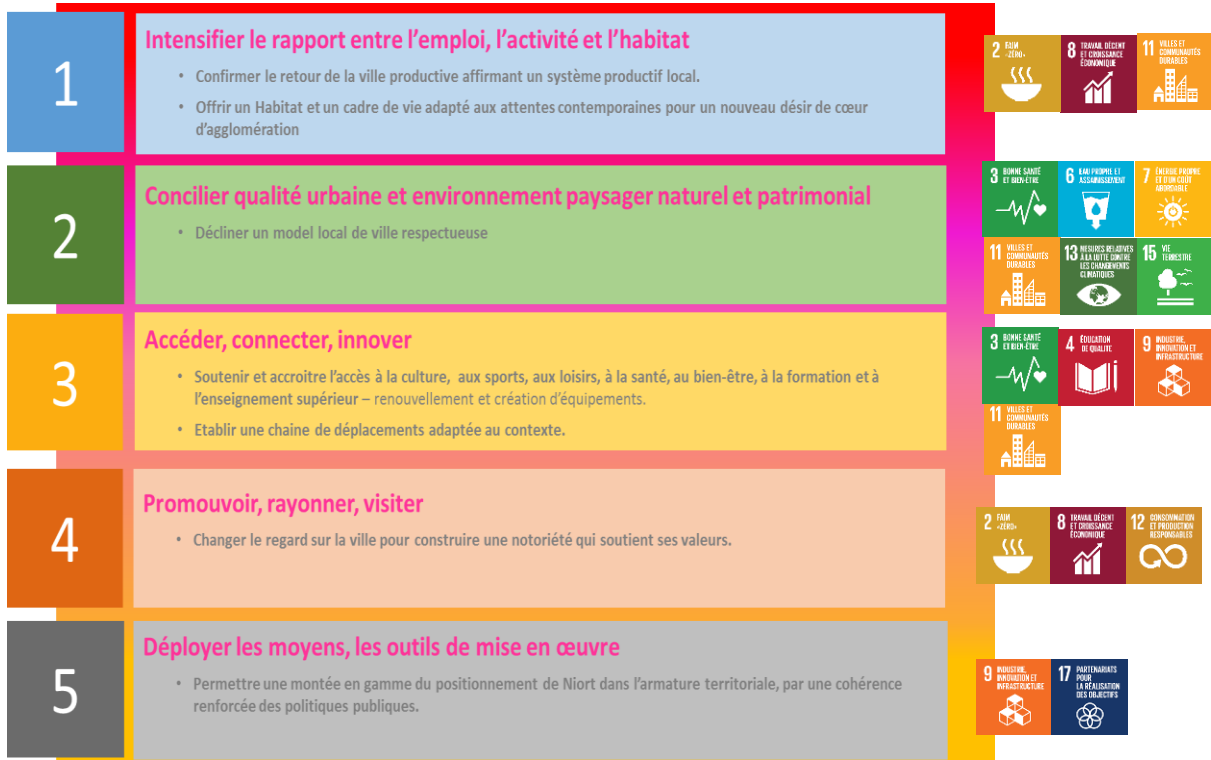 1
Intensifier le rapport entre l’emploi, l’activité et l’habitat
• Confirmer le retour de la ville productive affirmant un système productif local.
• Offrir un Habitat et un cadre de vie adapté aux attentes contemporaines pour un nouveau désir de cœur
d’agglomération
2 FAIM
«ZÉRO»
8 TRAVAIL DÉCENT
ET CROISSANCE
ÉCONOMIQUE
11 VILLES ET
COMMUNAUTÉS
DURABLES
2
Concilier qualité urbaine et environnement paysager naturel et patrimonial
• Décliner un model local de ville respectueuse
3 BONNE SANTÉ
ET BIEN-ÊTRE
6 EAU PROPRE ET
ASSAINISSEMENT
7 ÉNERGIE PROPRE
ET D'UN COÛT
ABORDABLE
11 VILLES ET
COMMUNAUTÉS
DURABLES
13 MESURES RELATIVES
À LA LUTTE CONTRE
LES CHANGEMENTS
CLIMATIQUES
15 VIE
TERRESTRE
3
Accéder, connecter, innover
• Soutenir et accroitre l’accès à la culture, aux sports, aux loisirs, à la santé, au bien-être, à la formation et à
l’enseignement supérieur – renouvellement et création d’équipements.
• Etablir une chaine de déplacements adaptée au contexte.
3 BONNE SANTÉ
ET BIEN-ÊTRE
4 ÉDUCATION
DE QUALITÉ
9 INDUSTRIE,
INNOVATION ET
INFRASTRUCTURE
11 VILLES ET
COMMUNAUTÉS
DURABLES
4
Promouvoir, rayonner, visiter
• Changer le regard sur la ville pour construire une notoriété qui soutient ses valeurs.
2 FAIM
«ZÉRO»
8 TRAVAIL DÉCENT
ET CROISSANCE
ÉCONOMIQUE
12 CONSOMMATION
ET PRODUCTION
RESPONSABLES
5
Déployer les moyens, les outils de mise en œuvre
• Permettre une montée en gamme du positionnement de Niort dans l’armature territoriale, par une cohérence
renforcée des politiques publiques.
9 INDUSTRIE,
INNOVATION ET
INFRASTRUCTURE
17 PARTENARIATS
POUR
LA RÉALISATION
DES OBJECTIFS